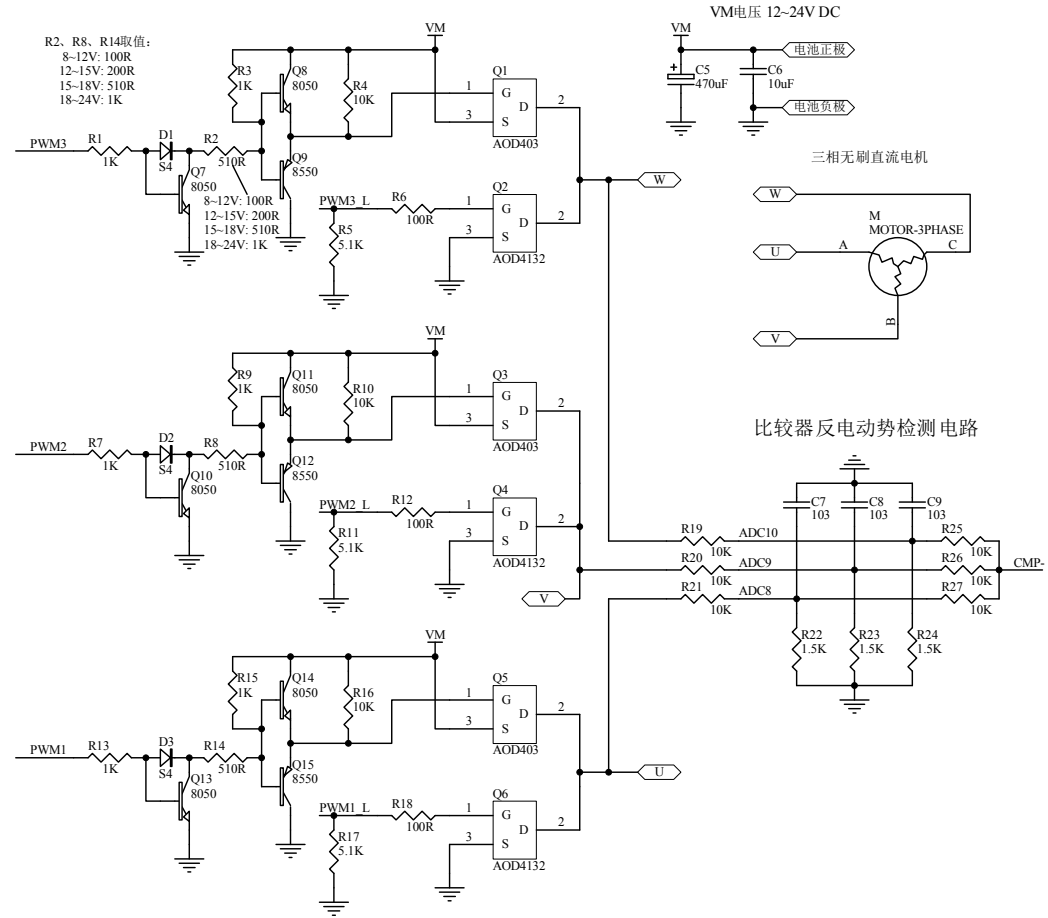 VM电压 12~24V DC
R2、R8、R14取值：
8~12V: 100R
12~15V: 200R
15~18V: 510R
18~24V: 1K
VM
R3
1K
Q8
8050
R4
10K
Q1
1
G
D
2
3
S
AOD403
PWM3
R1
1K
D1
S4
R2
510R
Q7
8050
Q9
8550
8~12V: 100R
12~15V: 200R
15~18V: 510R
18~24V: 1K
PWM3_L
R6
100R
R5
5.1K
Q2
1
G
D
2
3
S
AOD4132
W
VM
C5
470uF
C6
10uF
电池正极
电池负极
三相无刷直流电机
W
M
MOTOR-3PHASE
U
A
C
B
V
VM
R9
1K
Q11
8050
R10
10K
Q3
1
G
D
2
3
S
AOD403
PWM2
R7
1K
D2
S4
R8
510R
Q10
8050
Q12
8550
PWM2_L
R12
100R
R11
5.1K
Q4
1
G
D
2
3
S
AOD4132
V
比较器反电动势检测电路
C7
103
C8
103
C9
103
R19
10K
ADC10
R25
10K
R20
10K
ADC9
R26
10K
CMP-
R21
10K
ADC8
R27
10K
R22
1.5K
R23
1.5K
R24
1.5K
VM
R15
1K
Q14
8050
R16
10K
Q5
1
G
D
2
3
S
AOD403
PWM1
R13
1K
D3
S4
R14
510R
Q13
8050
Q15
8550
U
PWM1_L
R18
100R
R17
5.1K
Q6
1
G
D
2
3
S
AOD4132